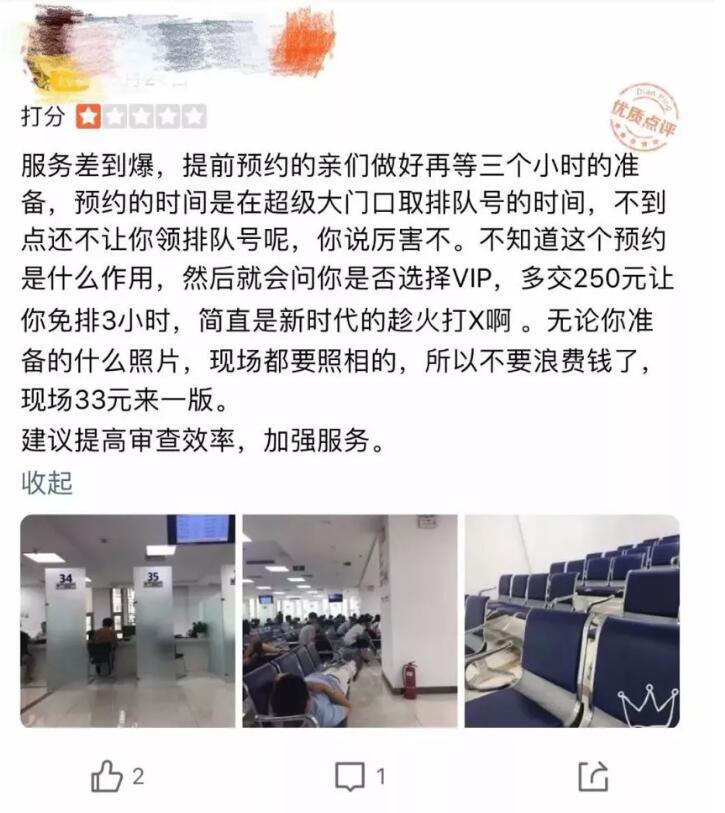 打分
Dian Ping
优质点评
服务差到爆，提前预约的亲们做好再等三个小时的准
备，预约的时间是在超级大门口取排队号的时间，不到
点还不让你领排队号呢，你说厉害不。不知道这个预约
是什么作用，然后就会问你是否选择VIP，多交250元让
你免排3小时，简直是新时代的趁火打X啊 。无论你准
备的什么照片，现场都要照相的，所以不要浪费钱了，
现场33元来一版。
建议提高审查效率，加强服务。
收起
34
35
2
1